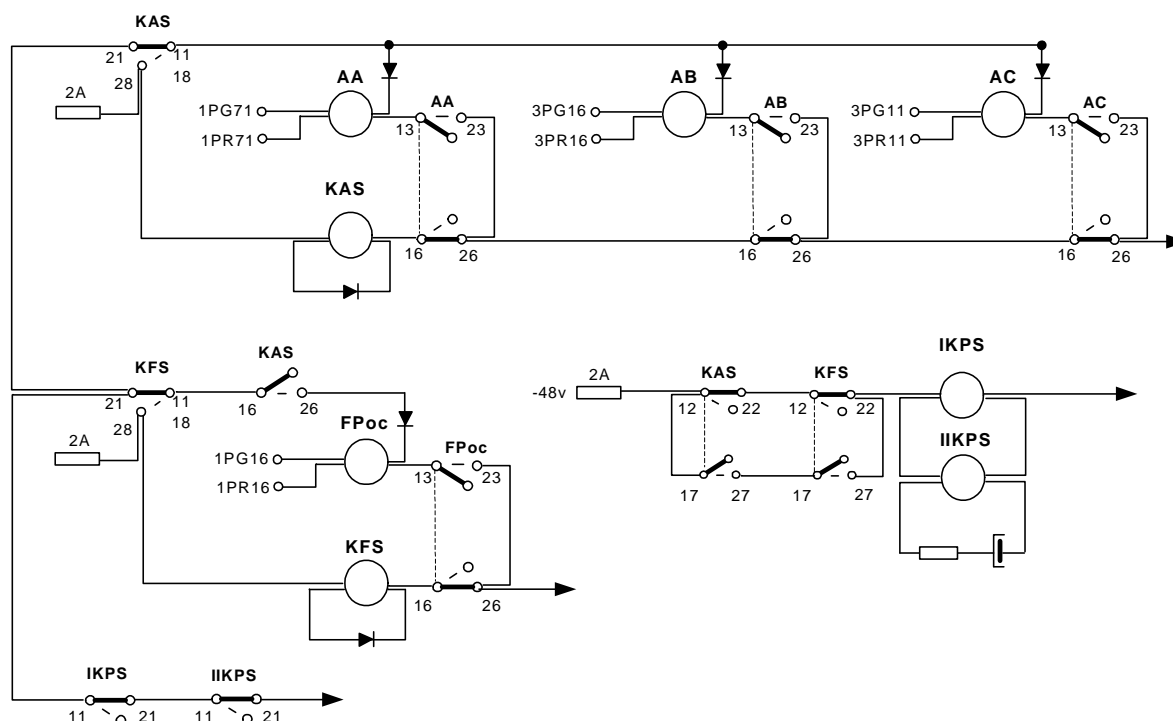 KAS
21 11
28 18
2A
AA AB AC
1PG71 AA 3PG16 AB 3PG11 AC
1PR71 13 23 3PR16 13 23 3PR11 13 23
KAS
16 26 16 26 16 26
KFS KAS
21 11 16 26
28 18
2A
FPoc
1PG16 FPoc
1PR16 13 23
KFS
16 26
IKPS IIKPS
11 21 11 21
IKPS
-48v 2A KAS KFS
12 22 12 22
IIKPS
17 27 17 27